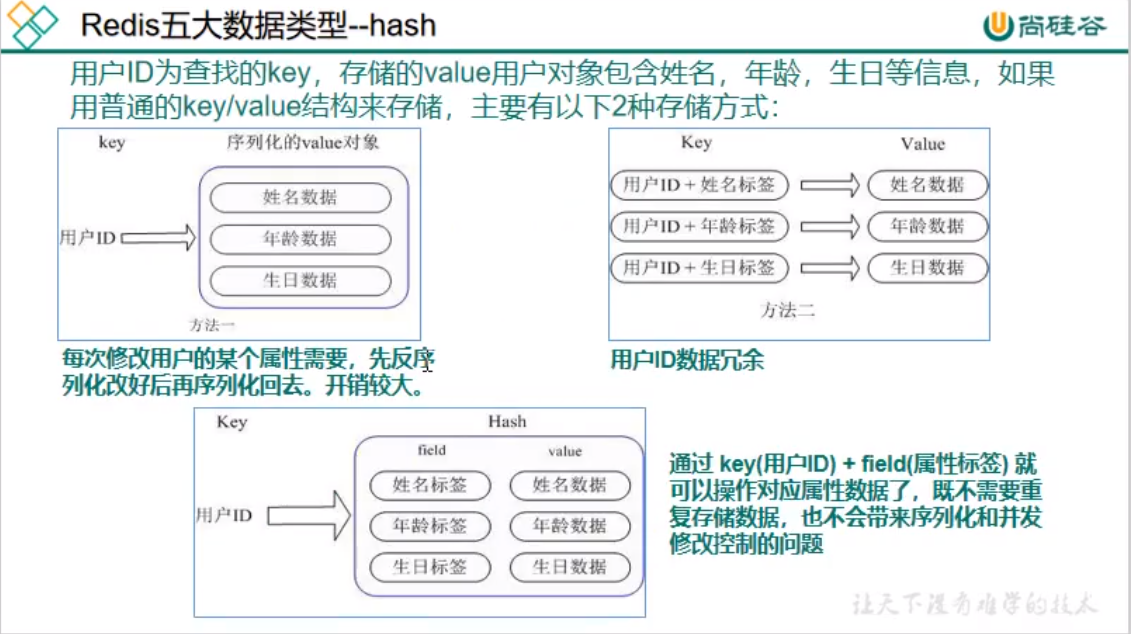 Redis五大数据类型--hash
尚硅谷
用户ID为查找的key，存储的value用户对象包含姓名，年龄，生日等信息，如果
用普通的key/value结构来存储，主要有以下2种存储方式：
key 序列化的value对象
姓名数据
用户ID 年龄数据
生日数据
方法一
每次修改用户的某个属性需要，先反序
列化改好后再序列化回去。开销较大。
Key Value
用户ID + 姓名标签 姓名数据
用户ID + 年龄标签 年龄数据
用户ID + 生日标签 生日数据
方法二
用户ID数据冗余
Key Hash
field value
姓名标签 姓名数据
用户ID 年龄标签 年龄数据
生日标签 生日数据
通过 key(用户ID) + field(属性标签) 就
可以操作对应属性数据了，既不需要重
复存储数据，也不会带来序列化和并发
修改控制的问题
让天下没有难学的技术